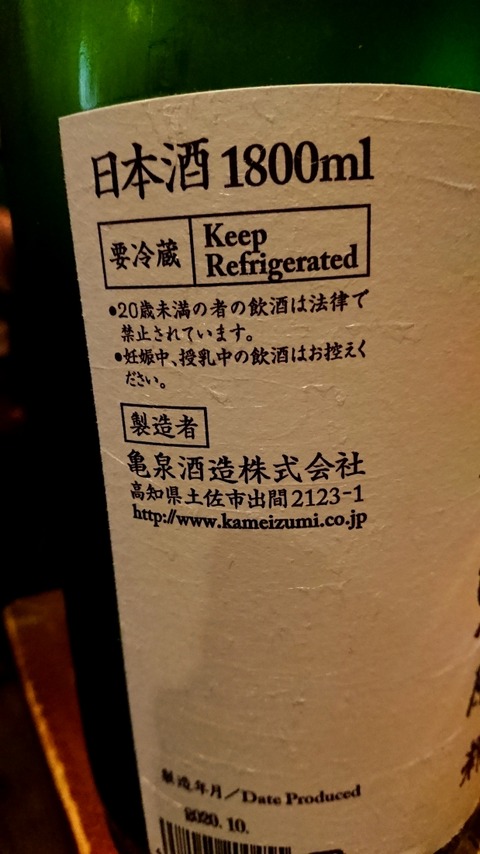 日本酒 1800ml
要冷蔵 Keep Refrigerated
●20歳未満の者の飲酒は法律で
禁止されています。
●妊娠中、授乳中の飲酒はお控えく
ださい。
製造者
亀泉酒造株式会社
高知県土佐市出間2123-1
http://www.kameizumi.co.jp
製造年月／Date Produced
2020.10.